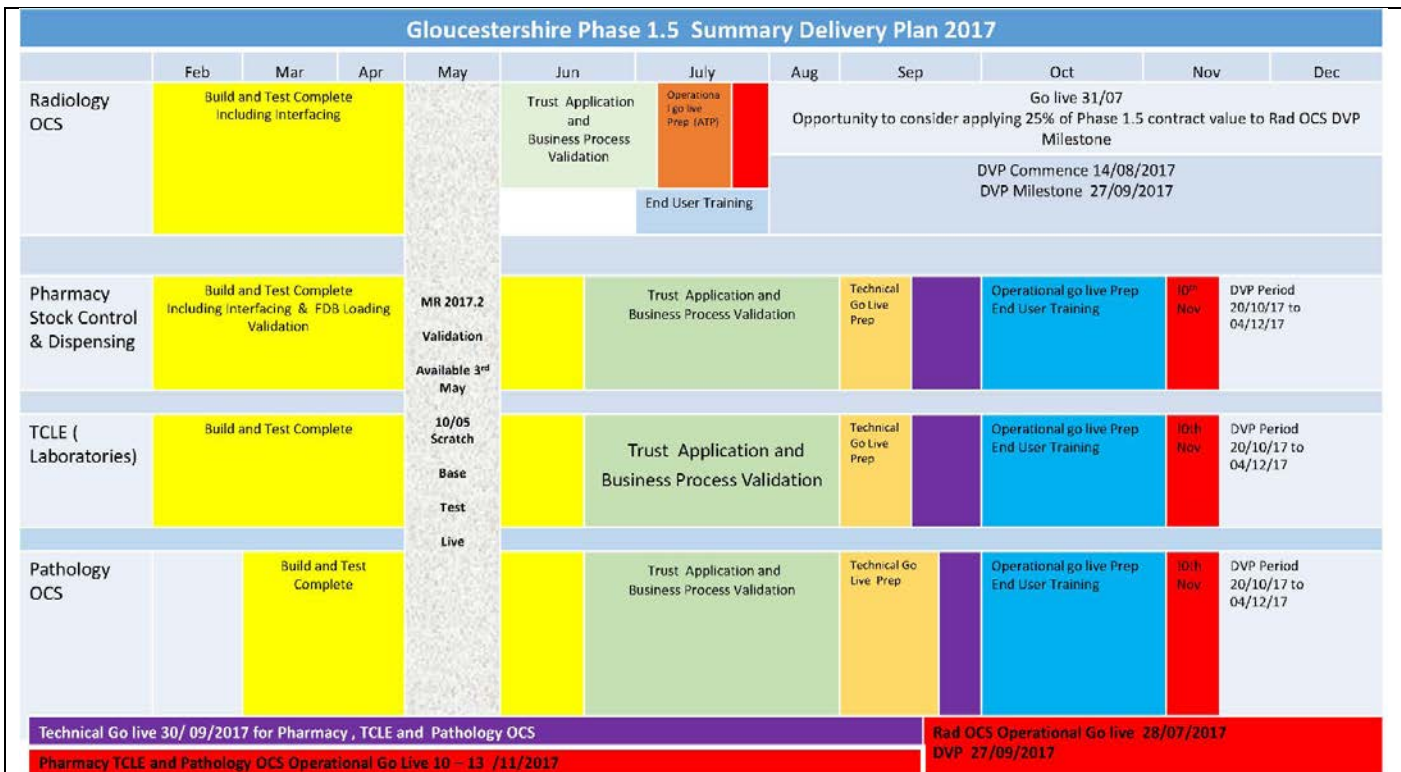 Gloucestershire Phase 1.5 Summary Delivery Plan 2017
Feb Mar Apr May Jun July Aug Sep Oct Nov Dec
Radiology
OCS
Build and Test Complete
Including Interfacing
Trust Application
and
Business Process
Validation
Operationa
l go live
Prep (ATP)
End User Training
Go live 31/07
Opportunity to consider applying 25% of Phase 1.5 contract value to Rad OCS DVP
Milestone
DVP Commence 14/08/2017
DVP Milestone 27/09/2017
MR 2017.2
Validation
Available 3rd
May
10/05
Scratch
Base
Test
Live
Pharmacy
Stock Control
& Dispensing
Build and Test Complete
Including Interfacing & FDB Loading
Validation
Trust Application and
Business Process Validation
Technical
Go Live
Prep
Operational go live Prep
End User Training
10th
Nov
DVP Period
20/10/17 to
04/12/17
TCLE (
Laboratories)
Build and Test Complete
Trust Application and
Business Process Validation
Technical
Go Live
Prep
Operational go live Prep
End User Training
10th
Nov
DVP Period
20/10/17 to
04/12/17
Pathology
OCS
Build and Test
Complete
Trust Application and
Business Process Validation
Technical Go
Live Prep
Operational go live Prep
End User Training
10th
Nov
DVP Period
20/10/17 to
04/12/17
Technical Go live 30/ 09/2017 for Pharmacy , TCLE and Pathology OCS
Pharmacy TCLE and Pathology OCS Operational Go Live 10 – 13 /11/2017
Rad OCS Operational Go live 28/07/2017
DVP 27/09/2017